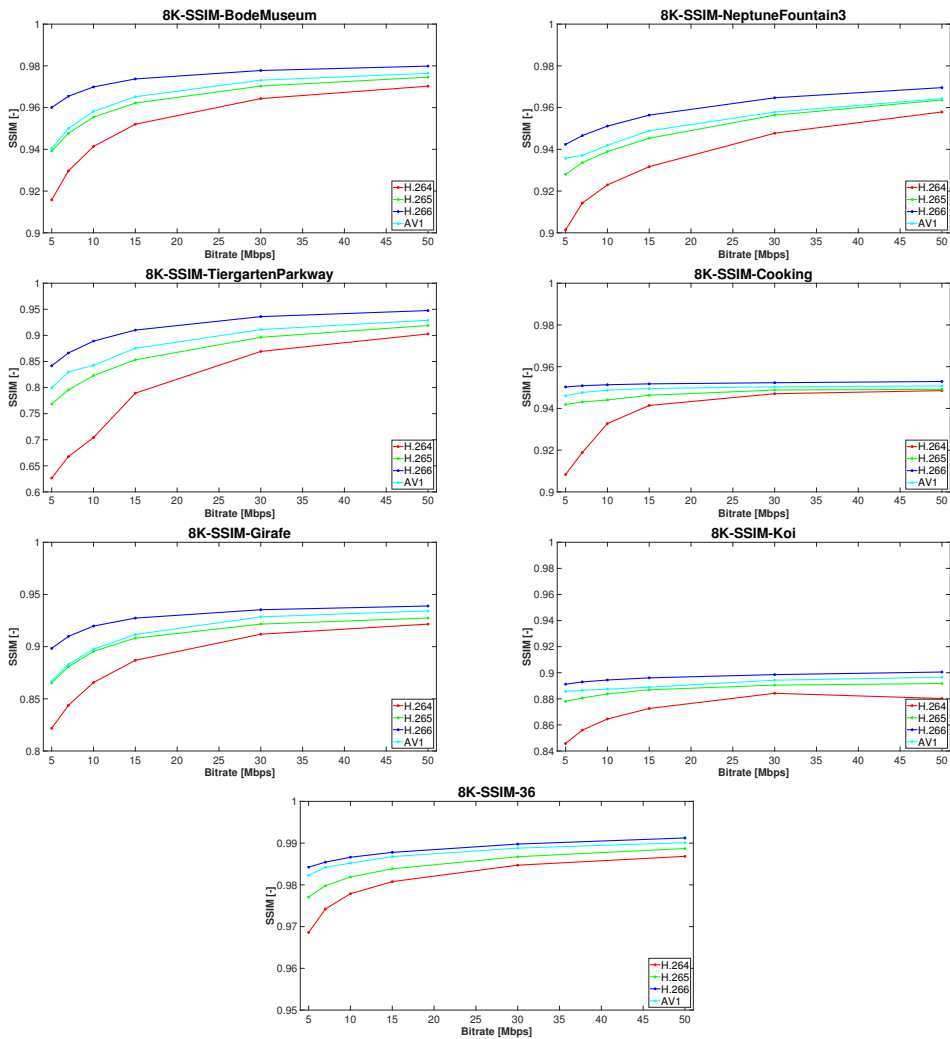 8K-SSIM-BodeMuseum
1
0.98
0.96
0.94
0.92
0.9
SSIM [-]
5 10 15 20 25 30 35 40 45 50
Bitrate [Mbps]
H.264
H.265
H.266
AV1
8K-SSIM-NeptuneFountain3
1
0.98
0.96
0.94
0.92
0.9
SSIM [-]
5 10 15 20 25 30 35 40 45 50
Bitrate [Mbps]
H.264
H.265
H.266
AV1
8K-SSIM-TiergartenParkway
1
0.95
0.9
0.85
0.8
0.75
0.7
0.65
0.6
SSIM [-]
5 10 15 20 25 30 35 40 45 50
Bitrate [Mbps]
H.264
H.265
H.266
AV1
8K-SSIM-Cooking
1
0.98
0.96
0.94
0.92
0.9
SSIM [-]
5 10 15 20 25 30 35 40 45 50
Bitrate [Mbps]
H.264
H.265
H.266
AV1
8K-SSIM-Girafe
1
0.95
0.9
0.85
0.8
SSIM [-]
5 10 15 20 25 30 35 40 45 50
Bitrate [Mbps]
H.264
H.265
H.266
AV1
8K-SSIM-Koi
1
0.98
0.96
0.94
0.92
0.9
0.88
0.86
0.84
SSIM [-]
5 10 15 20 25 30 35 40 45 50
Bitrate [Mbps]
H.264
H.265
H.266
AV1
8K-SSIM-36
1
0.99
0.98
0.97
0.96
0.95
SSIM [-]
5 10 15 20 25 30 35 40 45 50
Bitrate [Mbps]
H.264
H.265
H.266
AV1